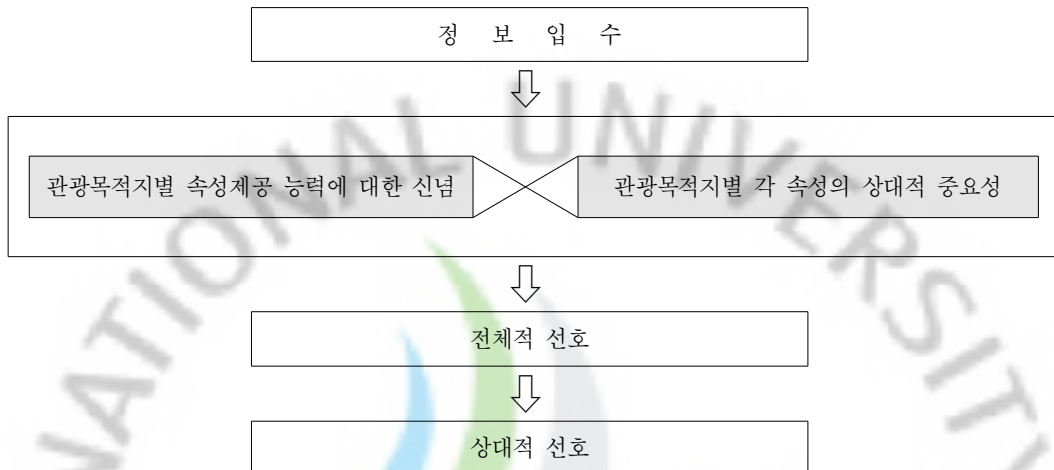 정 보 입 수
관광목적지별 속성제공 능력에 대한 신념
관광목적지별 각 속성의 상대적 중요성
전체적 선호
상대적 선호
NATIONAL UNIVERSITY